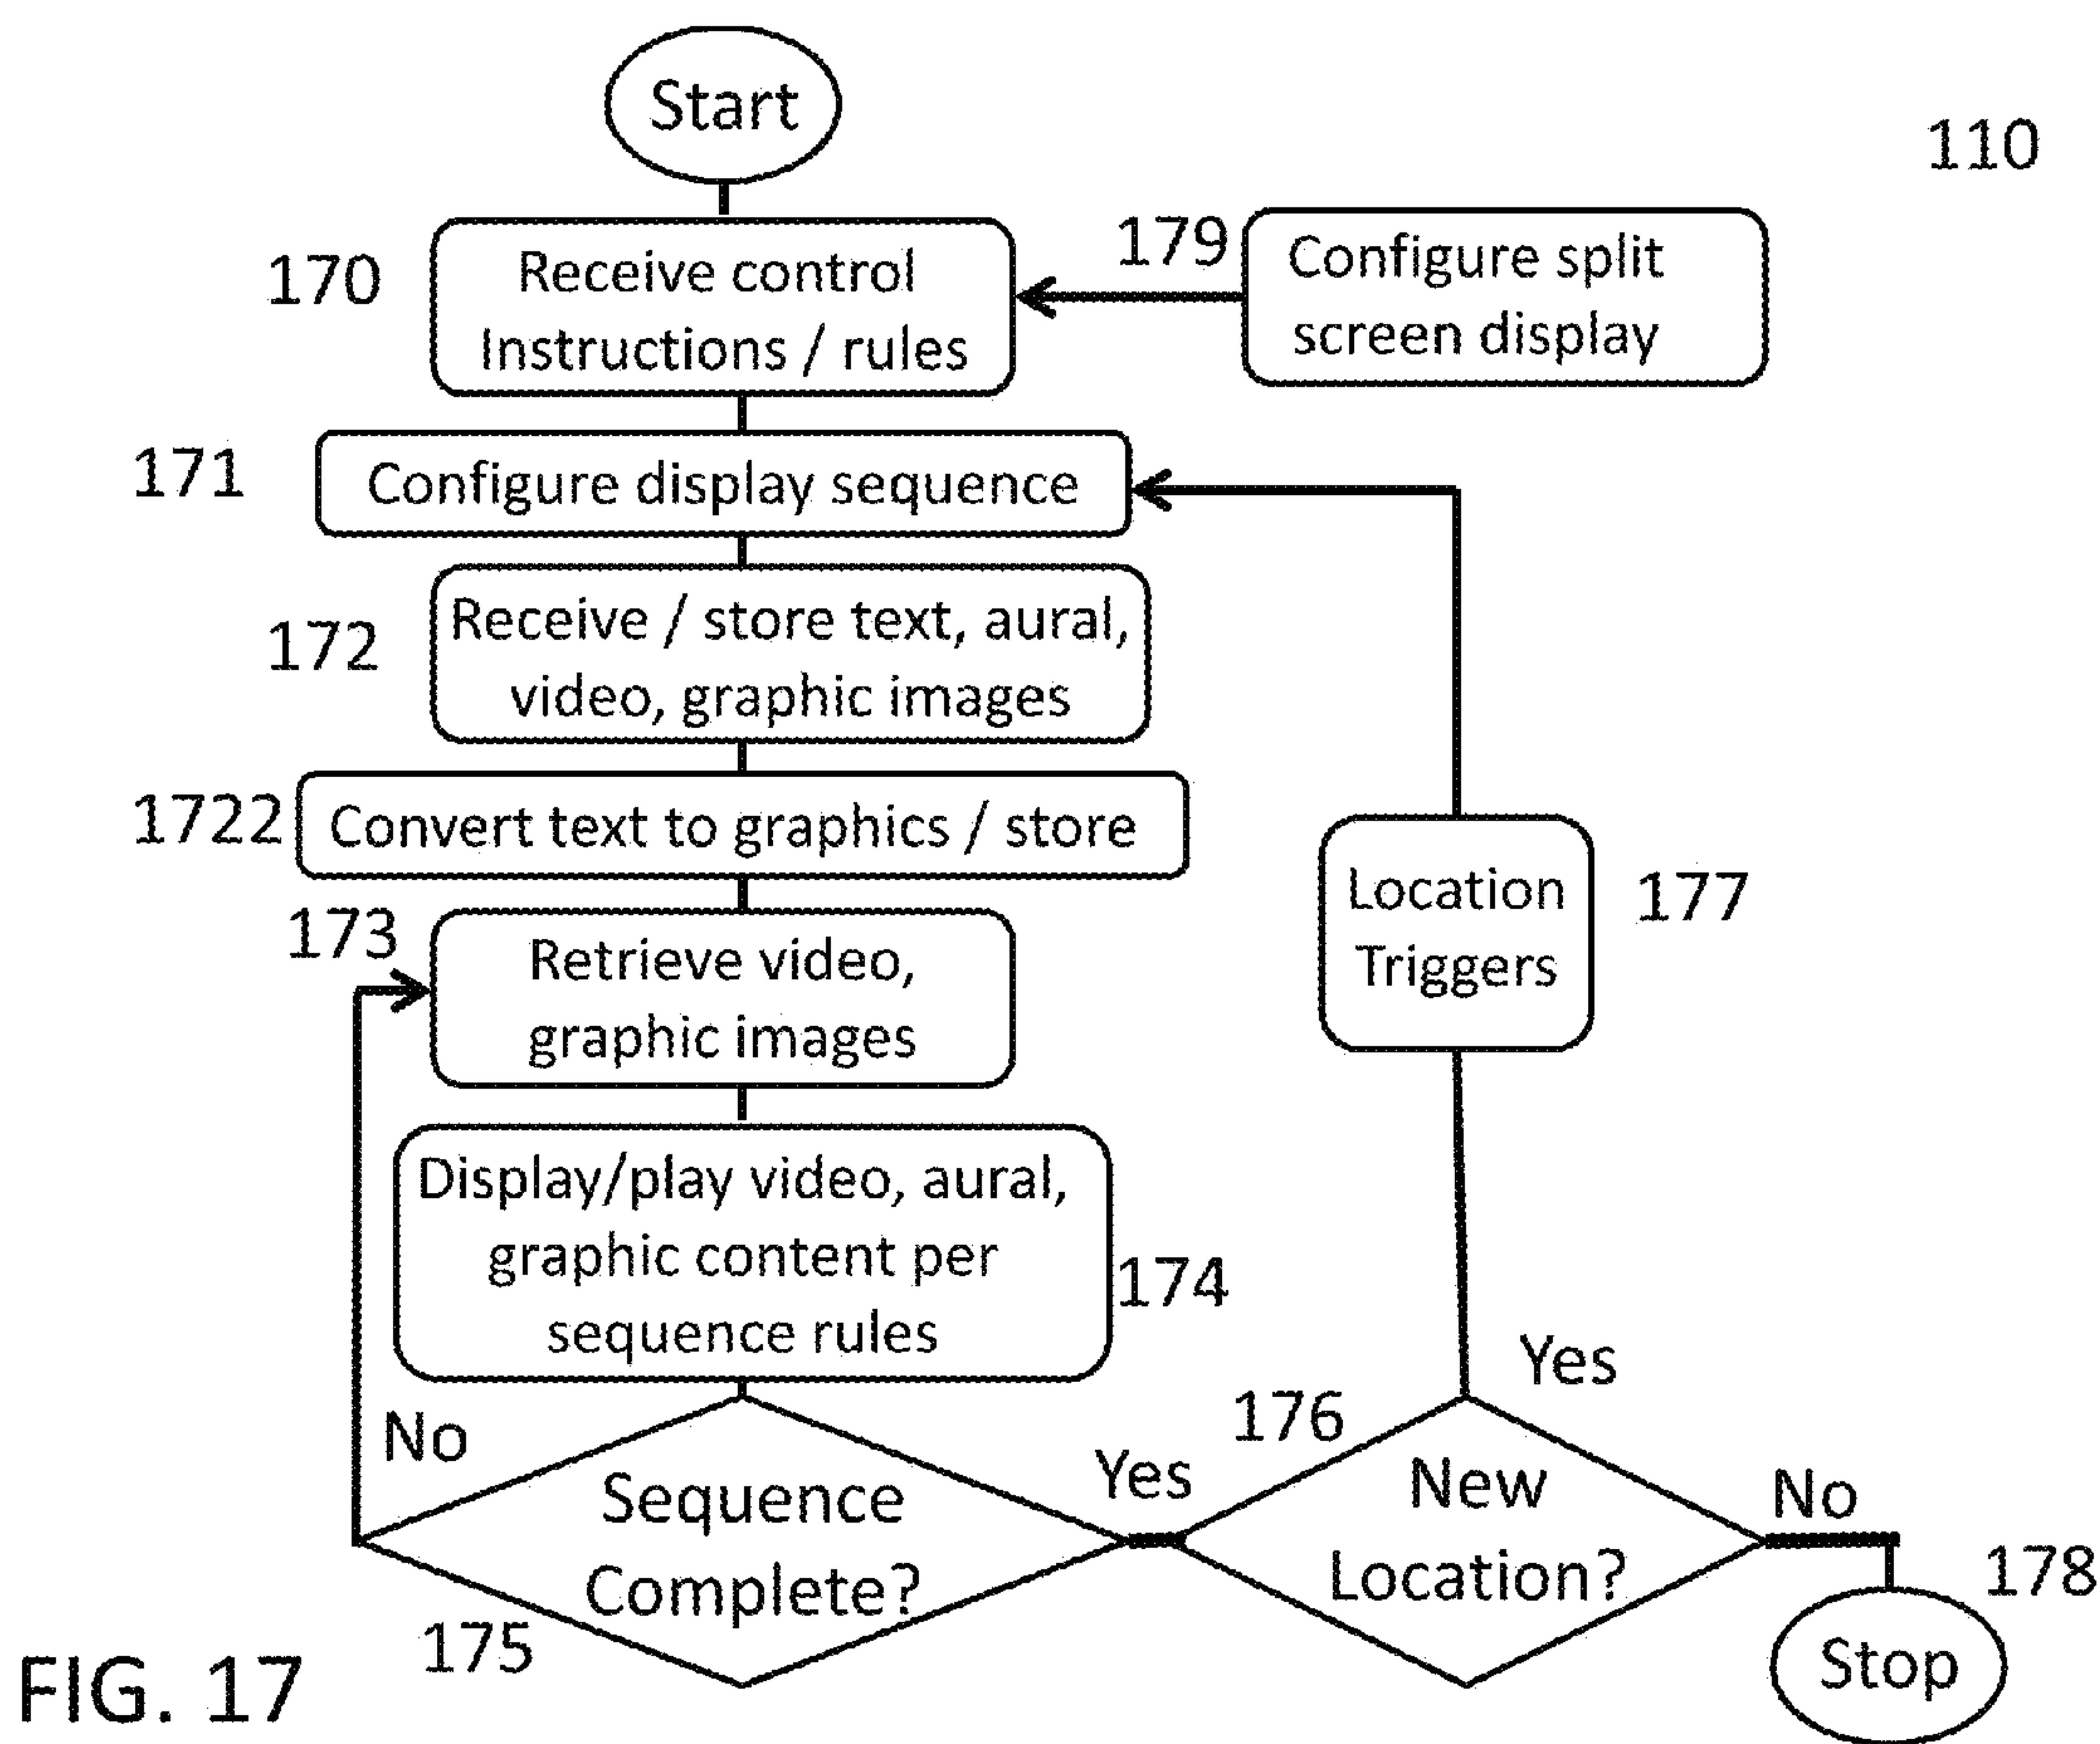 Start
110
170
Receive control
Instructions / rules
179
Configure split
screen display
171
Configure display sequence
172
Receive / store text, aural,
video, graphic images
1722
Convert text to graphics / store
173
Retrieve video,
graphic images
Location
Triggers
177
Display/play video, aural,
graphic content per
sequence rules
174
No
Sequence
Complete?
175
Yes
176
Yes
New
Location?
No
178
Stop
FIG. 17